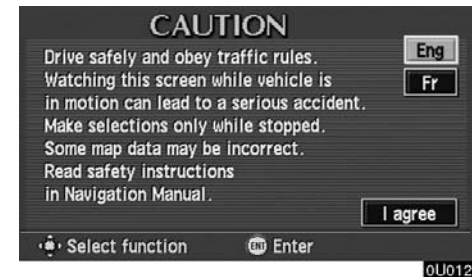 CAUTION
Drive safely and obey traffic rules.
Watching this screen while vehicle is
in motion can lead to a serious accident.
Make selections only while stopped.
Some map data may be incorrect.
Read safety instructions
in Navigation Manual.
Eng
Fr
I agree
Select function
ENT Enter
0U012